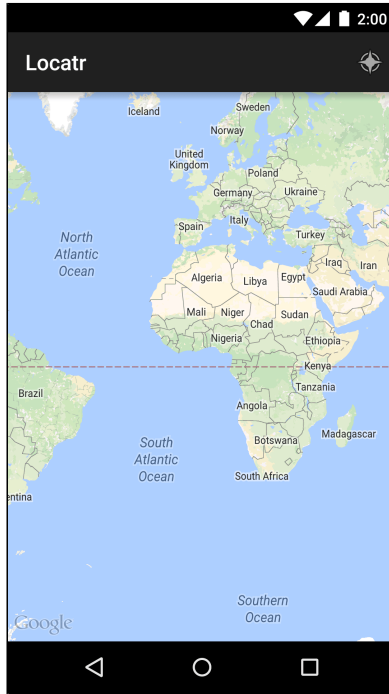 2:00
Locatr
Iceland
Sweden
Norway
United
Kingdom
Poland
Germany
Ukraine
Spain
Italy
Turkey
North
Atlantic
Ocean
Iraq
Iran
Algeria
Libya
Egypt
Saudi Arabia
Mali
Niger
Chad
Sudan
Nigeria
Ethiopia
Kenya
Brazil
Tanzania
Angola
South
Atlantic
Ocean
Botswana
Madagascar
South Africa
entina
Southern
Ocean
Google